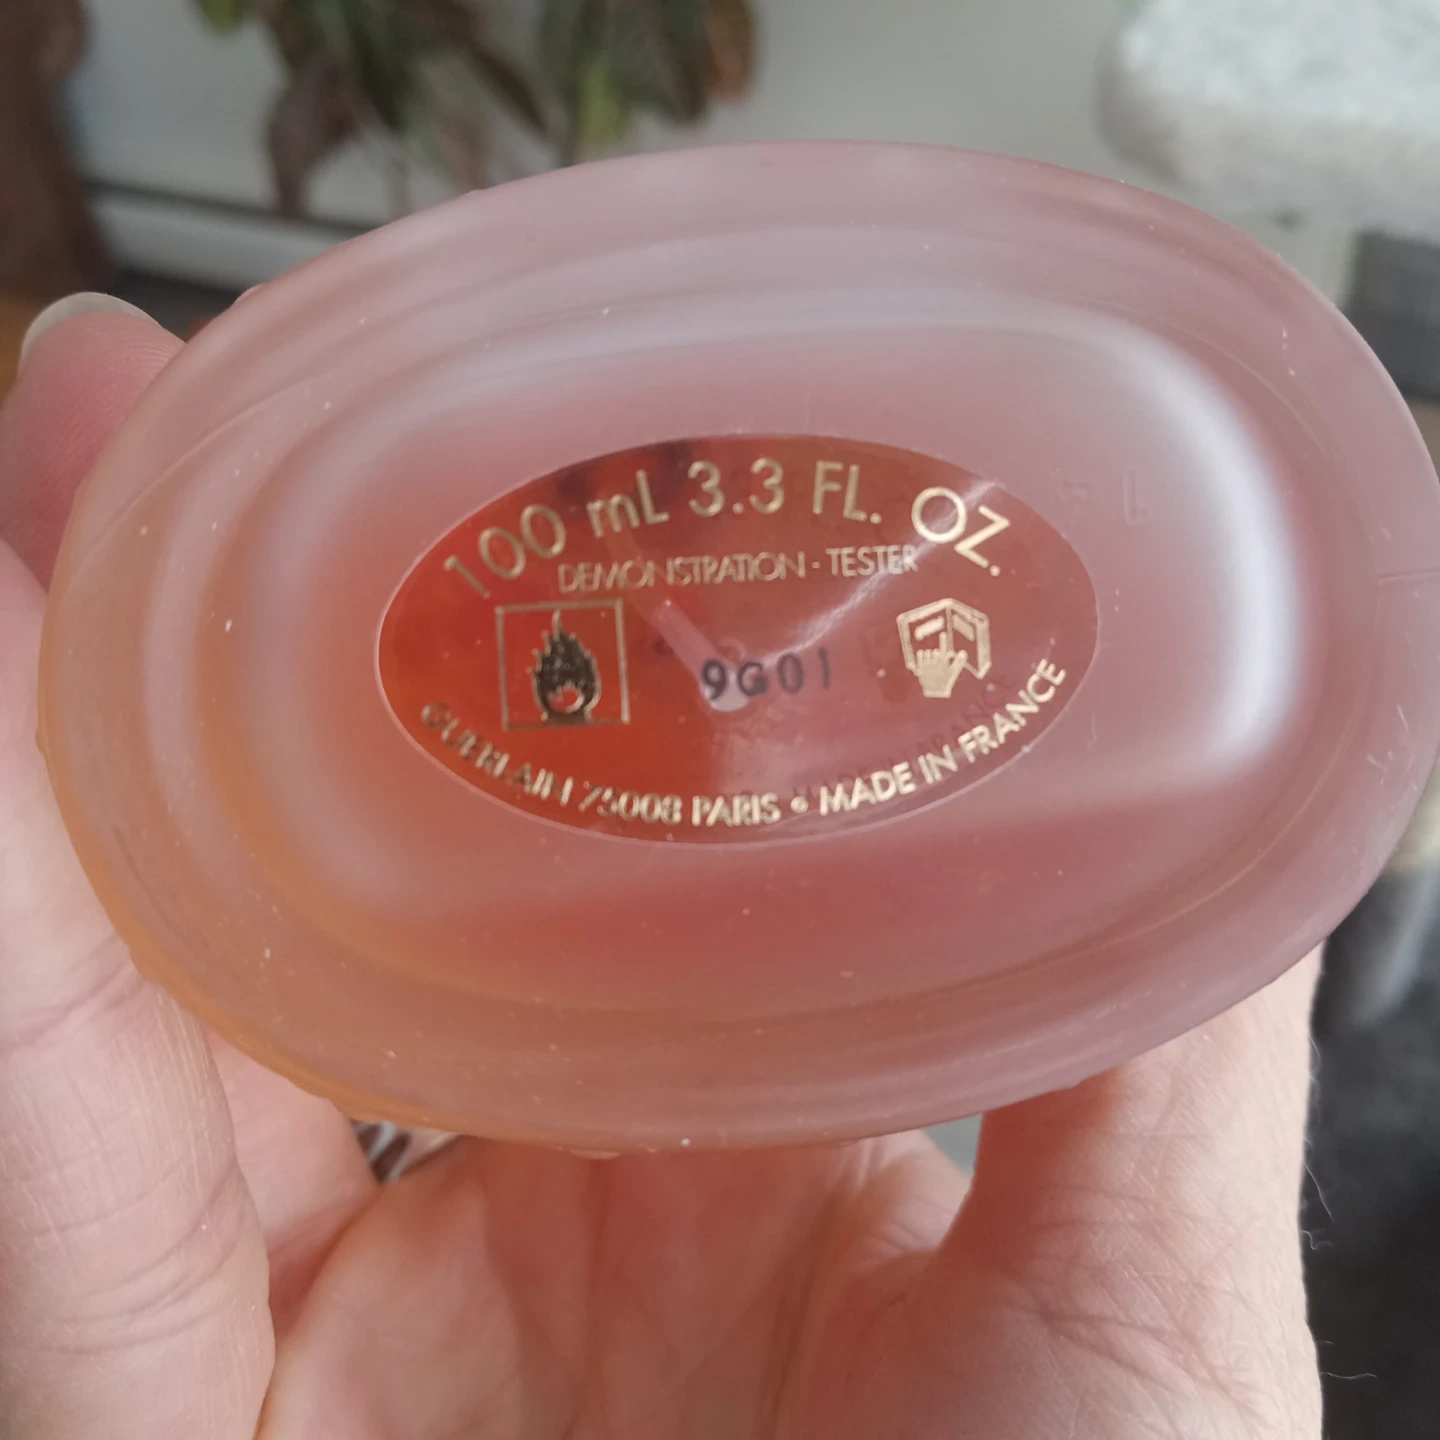 100 mL 3.3 FL. OZ.
DEMONSTRATION - TESTER
9G01
GUERLAIN 75008 PARIS • MADE IN FRANCE